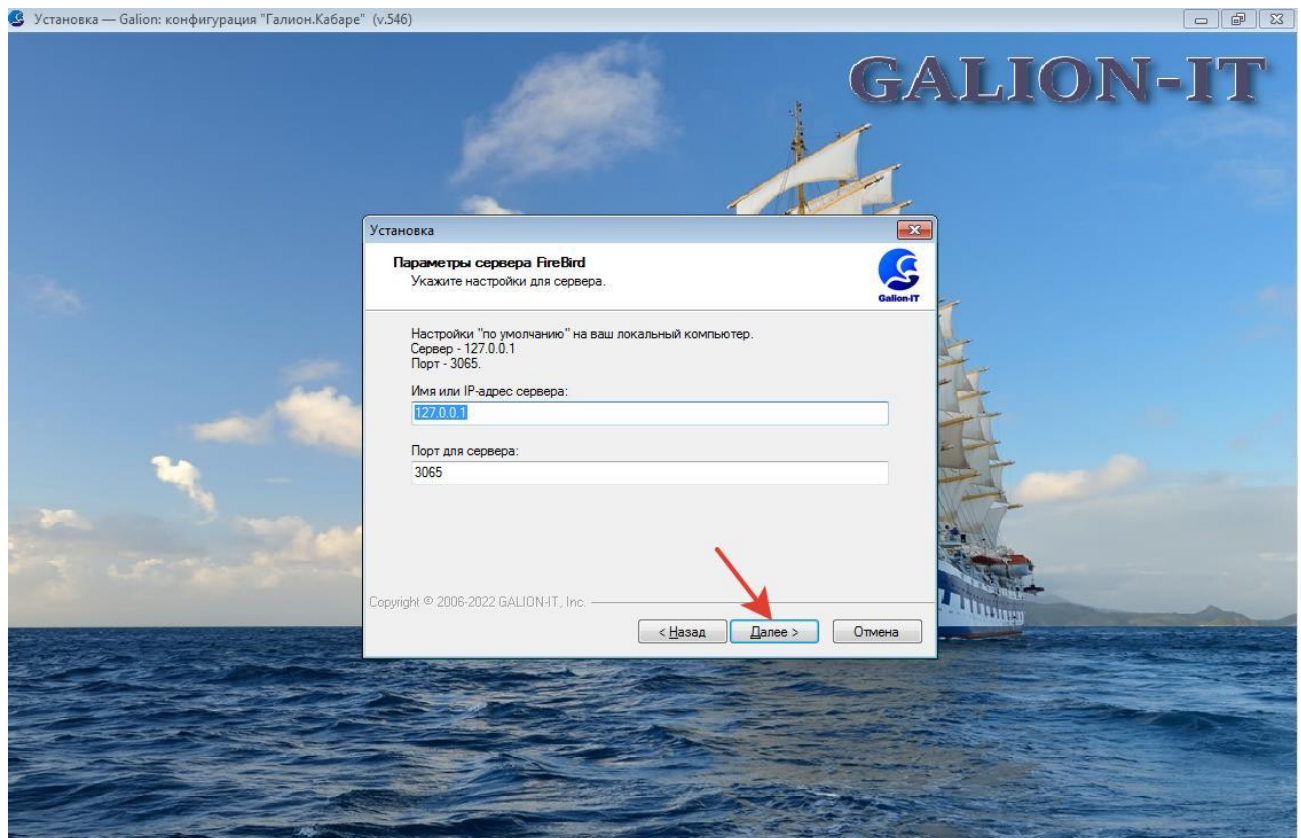 Установка — Galion: конфигурация "Галион.Кабаре" (v.546)
GALION-IT
Установка
Параметры сервера FireBird
Укажите настройки для сервера.
Galion-IT
Настройки "по умолчанию" на ваш локальный компьютер.
Сервер - 127.0.0.1
Порт - 3065.
Имя или IP-адрес сервера:
127.0.0.1
Порт для сервера:
3065
Copyright © 2006-2022 GALION-IT, Inc.
< Назад
Далее >
Отмена